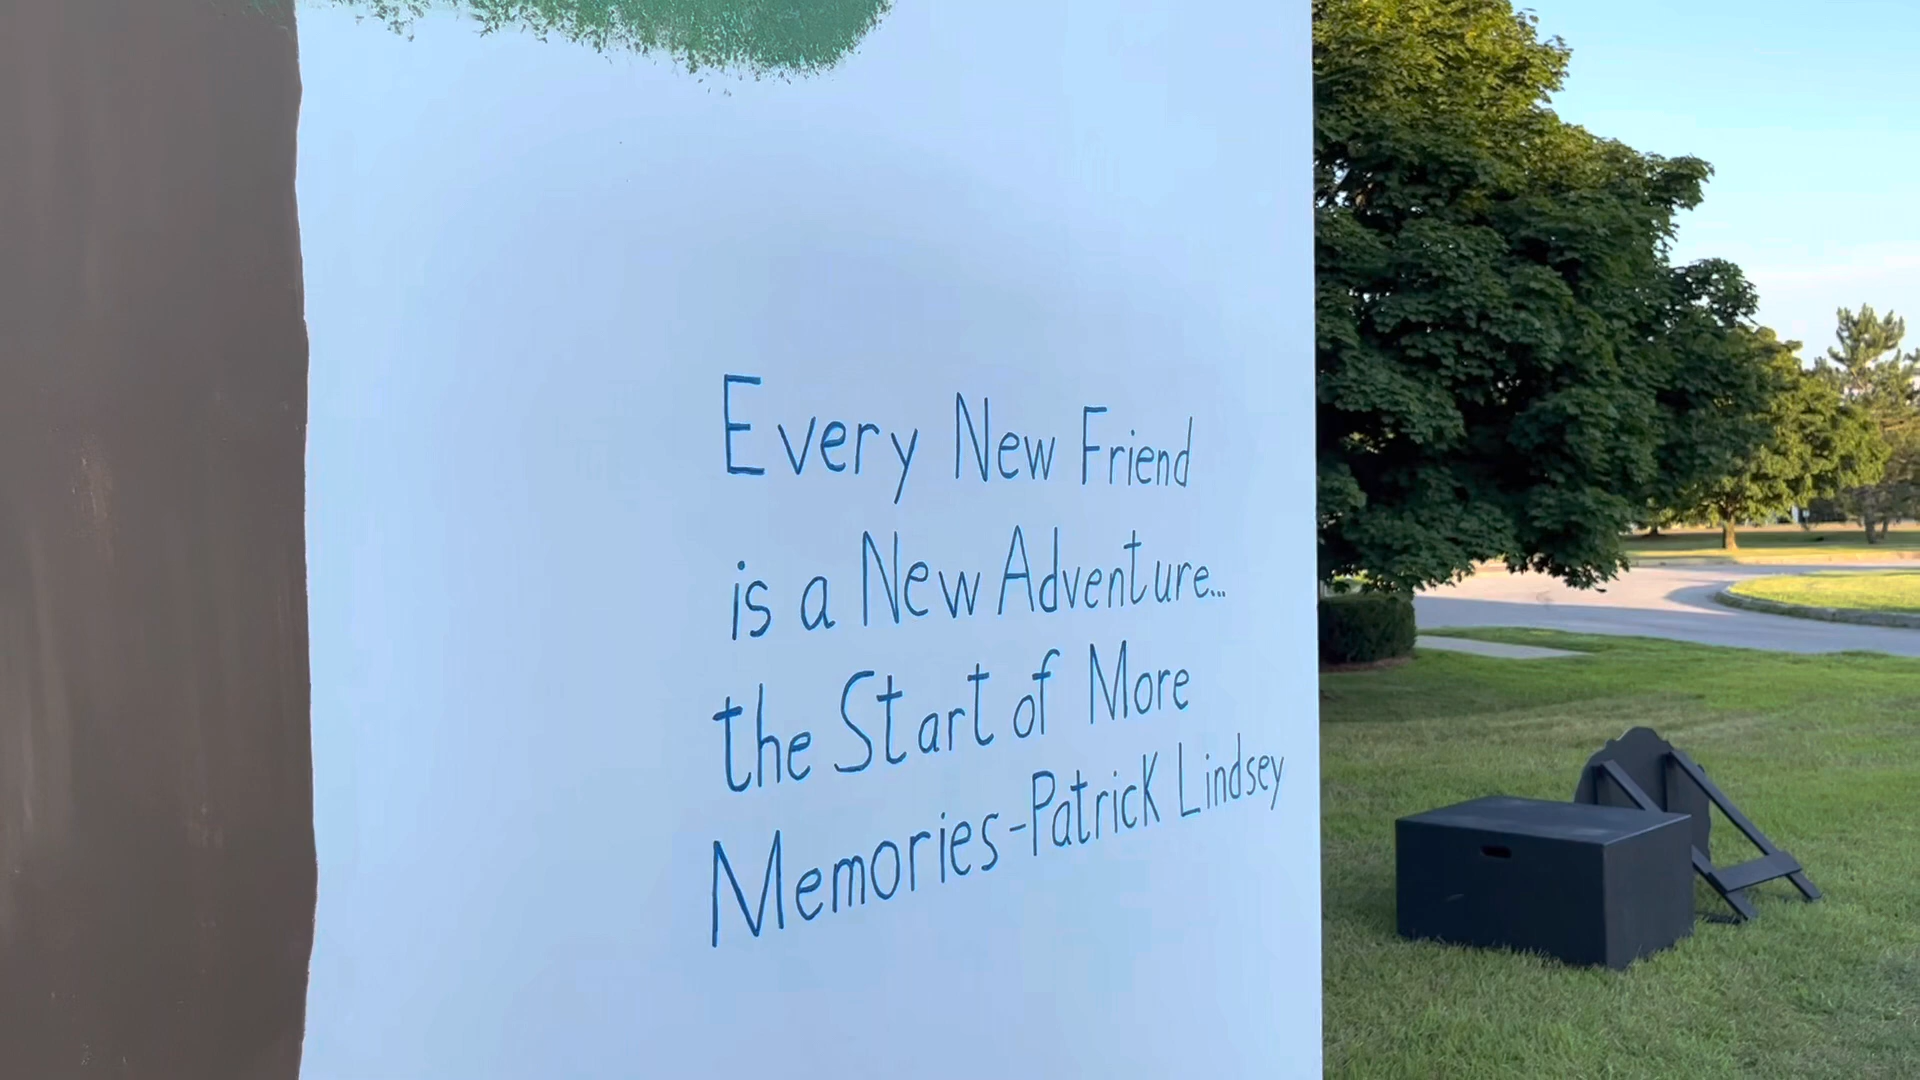 Every New Friend
is a New Adventure...
the Start of More
Memories-Patrick Lindsey